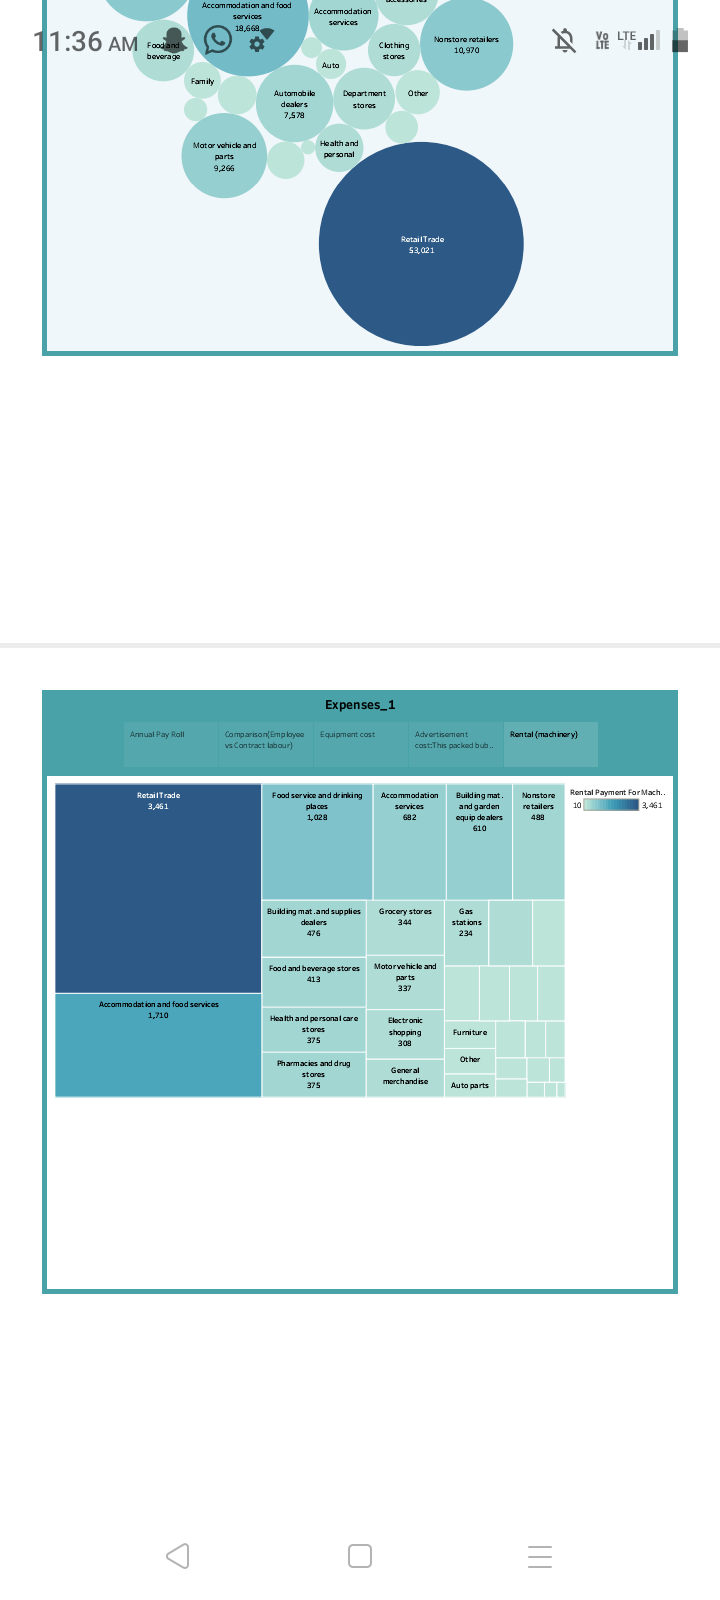 11:36 AM
Vo
LTE
LTE
Accommodation and food
services
18,668
Accommodation
services
Food and
beverage
Clothing
stores
Nonstore retailers
10,970
Auto
Family
Automobile
dealers
7,578
Department
stores
Other
Motor vehicle and
parts
9,266
Health and
personal
Retail Trade
53,021
Expenses_1
Annual Pay Roll
Comparison(Employee
vs Contract labour)
Equipment cost
Advertisement
cost:This packed bub..
Rental (machinery)
Retail Trade
3,461
Food service and drinking
places
1,028
Accommodation
services
682
Building mat.
and garden
equip dealers
610
Nonstore
retailers
488
Rental Payment For Mach..
10
3,461
Building mat. and supplies
dealers
476
Grocery stores
344
Gas
stations
234
Food and beverage stores
413
Motor vehicle and
parts
337
Accommodation and food services
1,710
Health and personal care
stores
375
Electronic
shopping
308
Furniture
Pharmacies and drug
stores
375
General
merchandise
Other
Auto parts